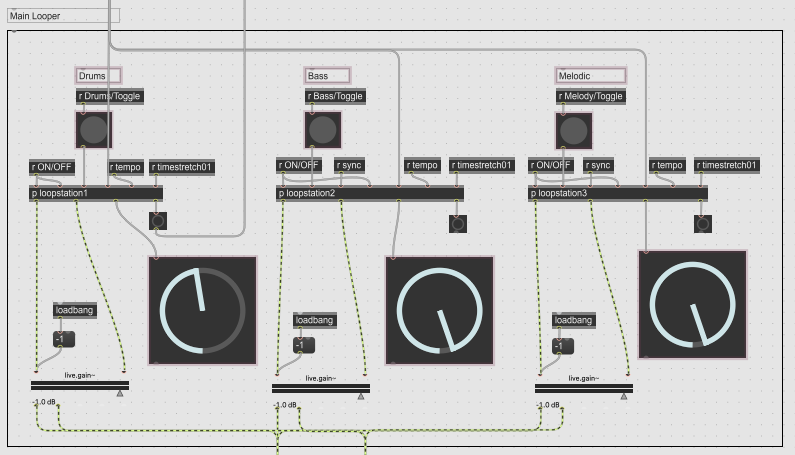 Main Looper
Drums
Bass
Melodic
r Drums/Toggle
r Bass/Toggle
r Melody/Toggle
r ON/OFF
r tempo
r timestretch01
r ON/OFF
r sync
r tempo
r timestretch01
r ON/OFF
r sync
r tempo
r timestretch01
p loopstation1
p loopstation2
p loopstation3
loadbang
loadbang
loadbang
-1
-1
-1
live.gain~
live.gain~
live.gain~
-1.0 dB
-1.0 dB
-1.0 dB